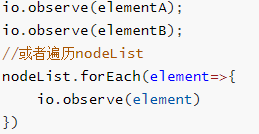 io.observe(elementA);
io.observe(elementB);
//或者遍历nodeList
nodeList.forEach(element=>{
    io.observe(element)
})